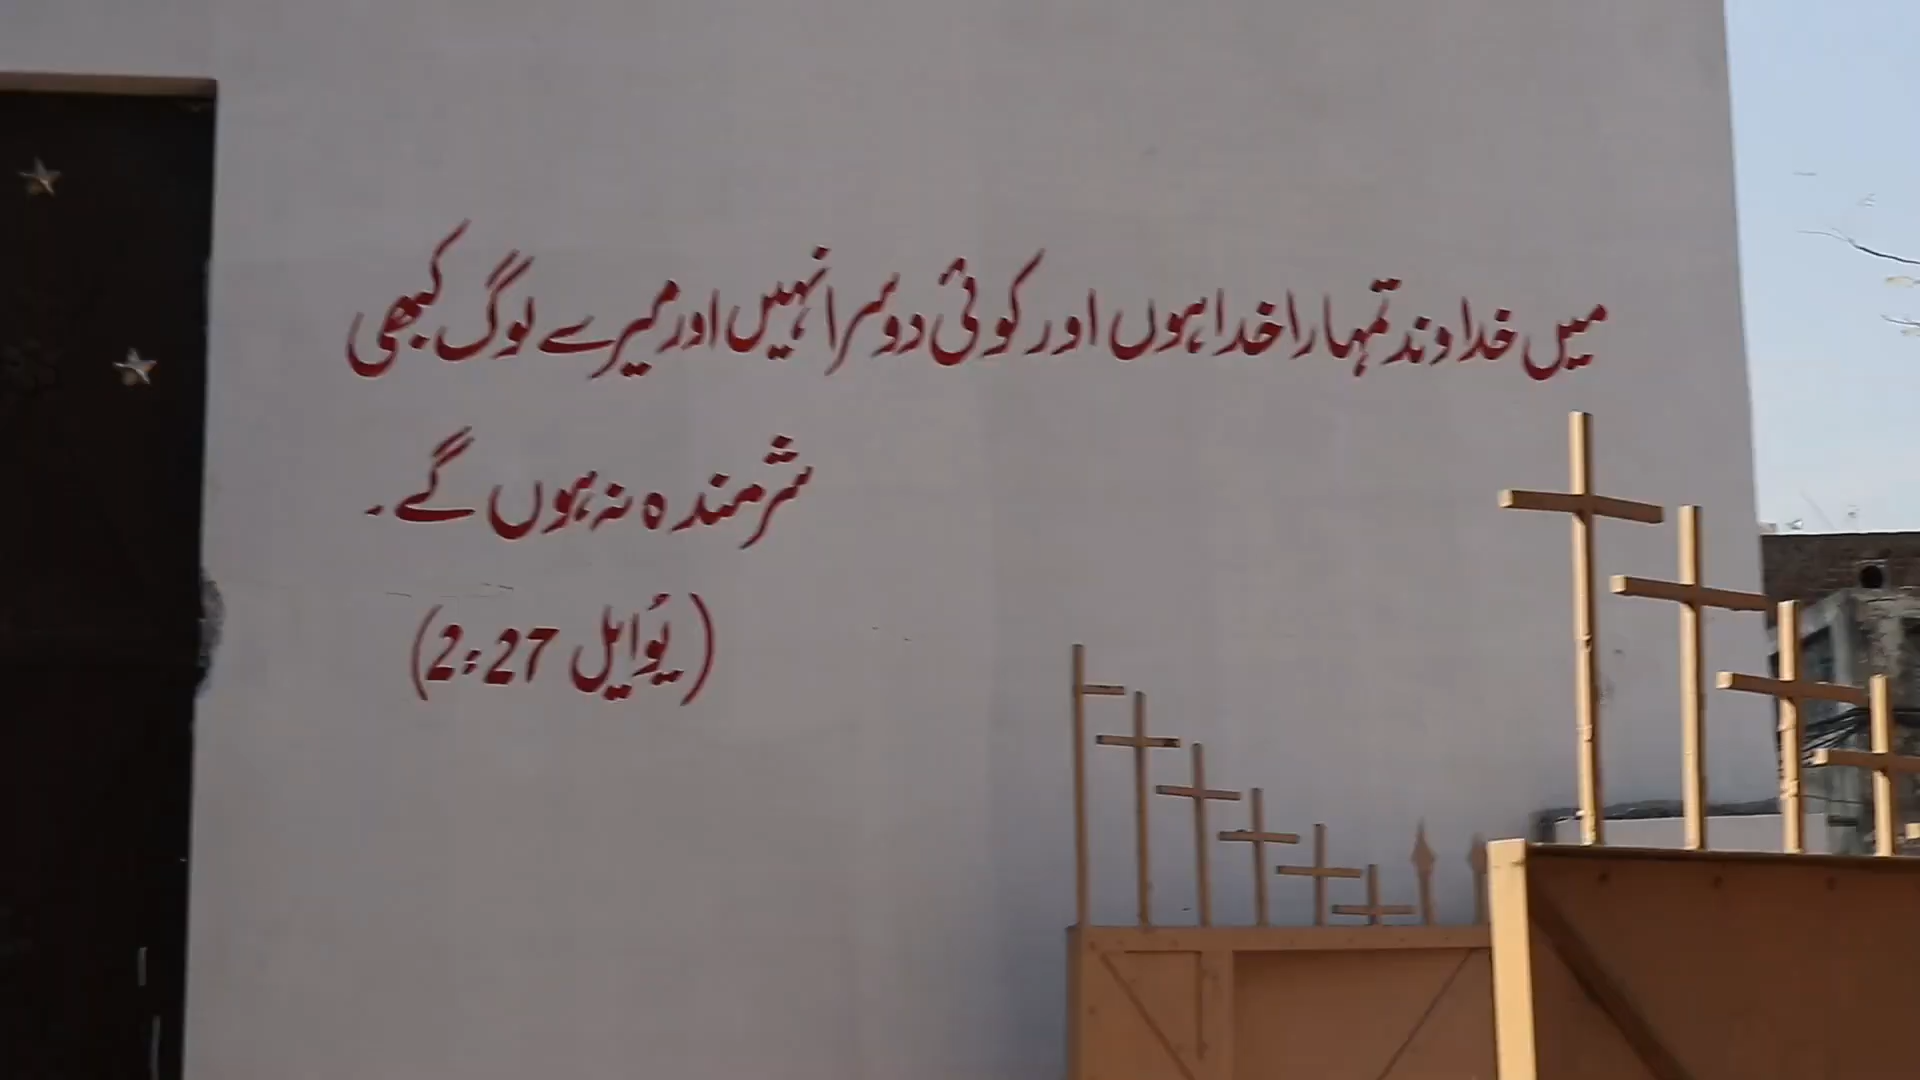 میں خداوند تمہارا خدا ہوں اور کوئی دوسرا نہیں اور میرے لوگ کبھی
شرمندہ نہ ہوں گے۔
(یُوایل 2:27)